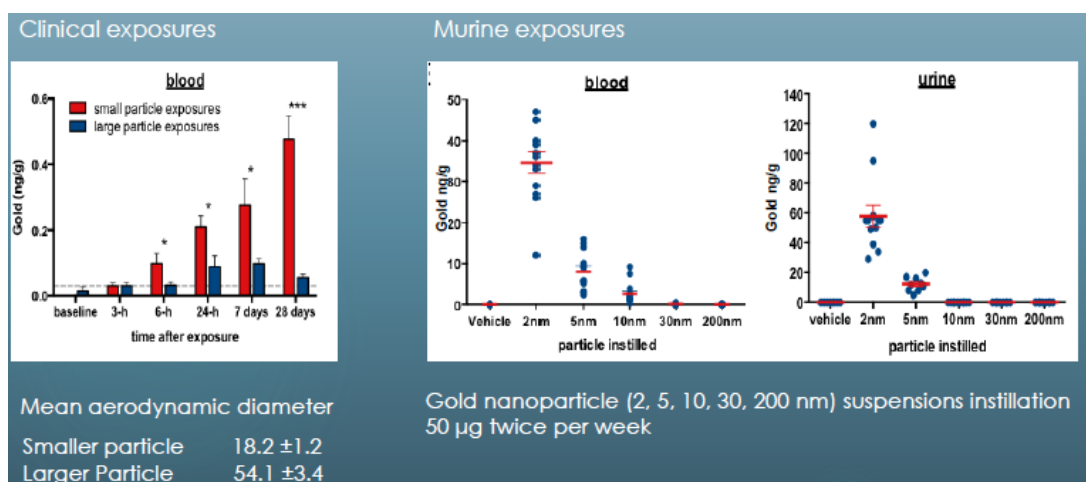 Clinical exposures
blood
small particle exposures
large particle exposures
Gold (ng/g)
0.6
0.4
0.2
0.0
*
*
*
***
baseline 3-h 6-h 24-h 7 days 28 days
time after exposure
Mean aerodynamic diameter
Smaller particle 18.2 ±1.2
Larger Particle 54.1 ±3.4
Murine exposures
blood
Gold ng/g
50
40
30
20
10
0
Vehicle 2nm 5nm 10nm 30nm 200nm
particle instilled
urine
Gold ng/g
140
120
100
80
60
40
20
0
vehicle 2nm 5nm 10nm 30nm 200nm
particle instilled
Gold nanoparticle (2, 5, 10, 30, 200 nm) suspensions instillation
50 µg twice per week